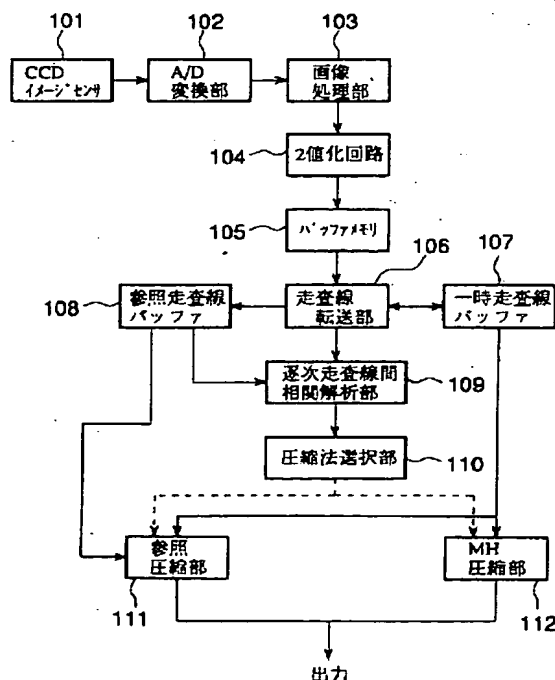 101
102
103
CCD
イメージセンサ
A/D
変換部
画像
処理部
104
2値化回路
105
バッファメモリ
106
107
108
参照走査線
バッファ
走査線
転送部
一時走査線
バッファ
逐次走査線間
相関解析部
109
圧縮法選択部
110
参照
圧縮部
MH
圧縮部
111
112
出力